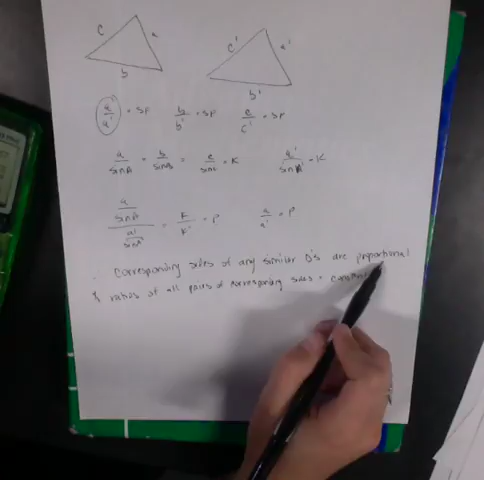 c a c' a'
b b'
a/a' = SP b/b' = SP c/c' = SP
a/sinA = b/sinB = c/sinC = K a'/sinA' = K
(a/sinA)/(a'/sinA') = K/K' = P a/a' = P
∴ corresponding sides of any similar Δ's are proportional
& ratios of all pairs of corresponding sides =